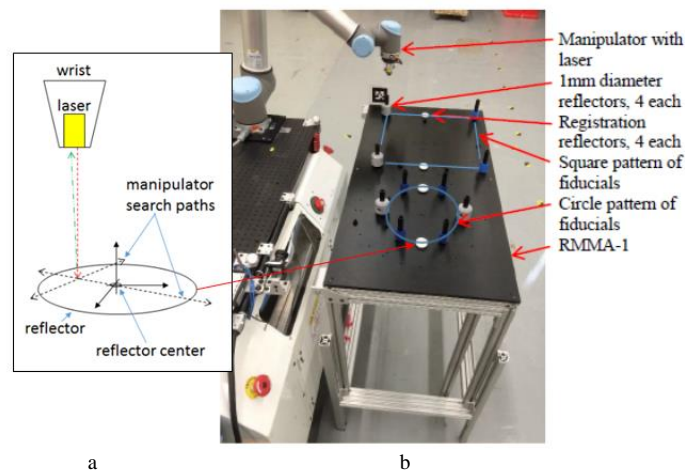 wrist
laser
manipulator
search paths
reflector
reflector center
Manipulator with
laser
1mm diameter
reflectors, 4 each
Registration
reflectors, 4 each
Square pattern of
fiducials
Circle pattern of
fiducials
RMMA-1
a
b